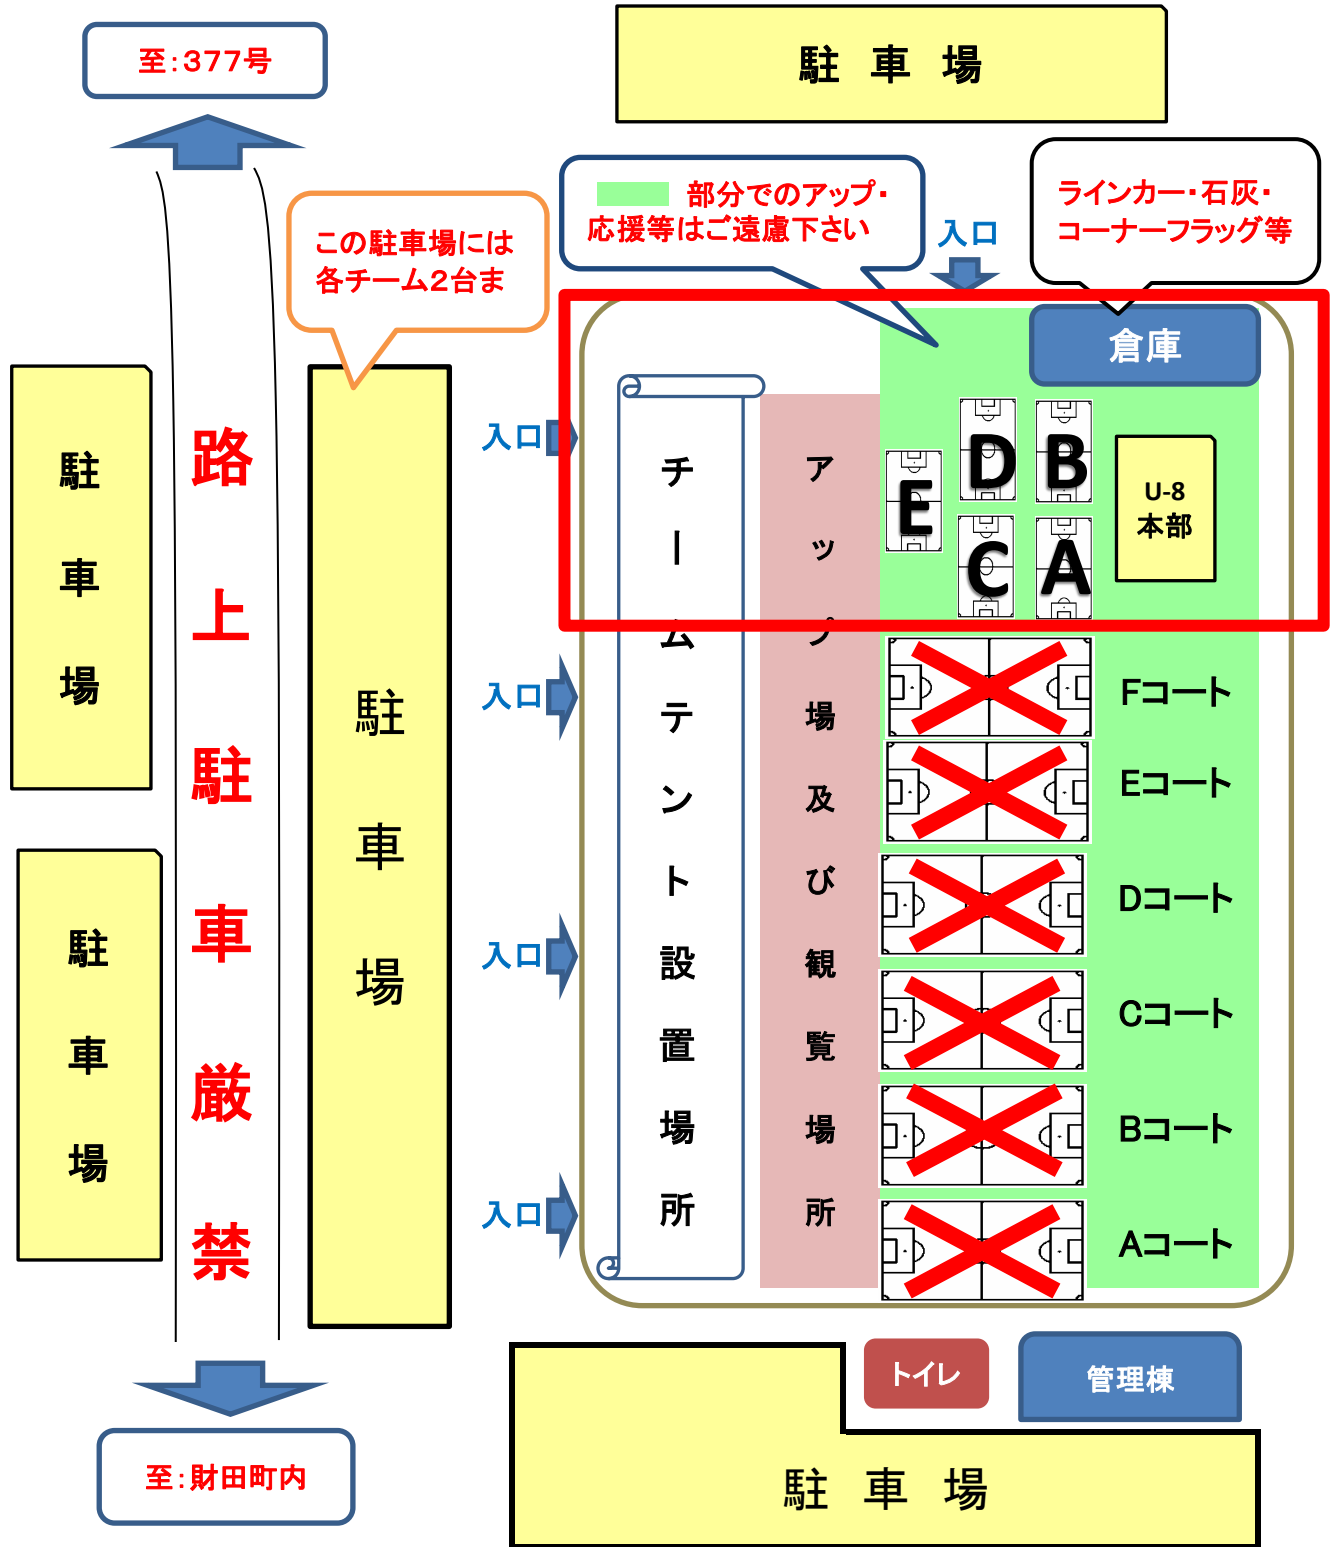 至：３７７号
駐 車 場
部分でのアップ・
応援等はご遠慮下さい
ラインカー・石灰・
コーナーフラッグ等
この駐車場には
各チーム２台ま
入口
倉庫
駐車場
路上駐車厳禁
駐車場
入口
チームテント設置場所
アップ場及び観覧場所
E
D
B
C
A
U-8
本部
入口
Fコート
Eコート
Dコート
入口
Cコート
Bコート
入口
Aコート
駐車場
トイレ
管理棟
至：財田町内
駐 車 場